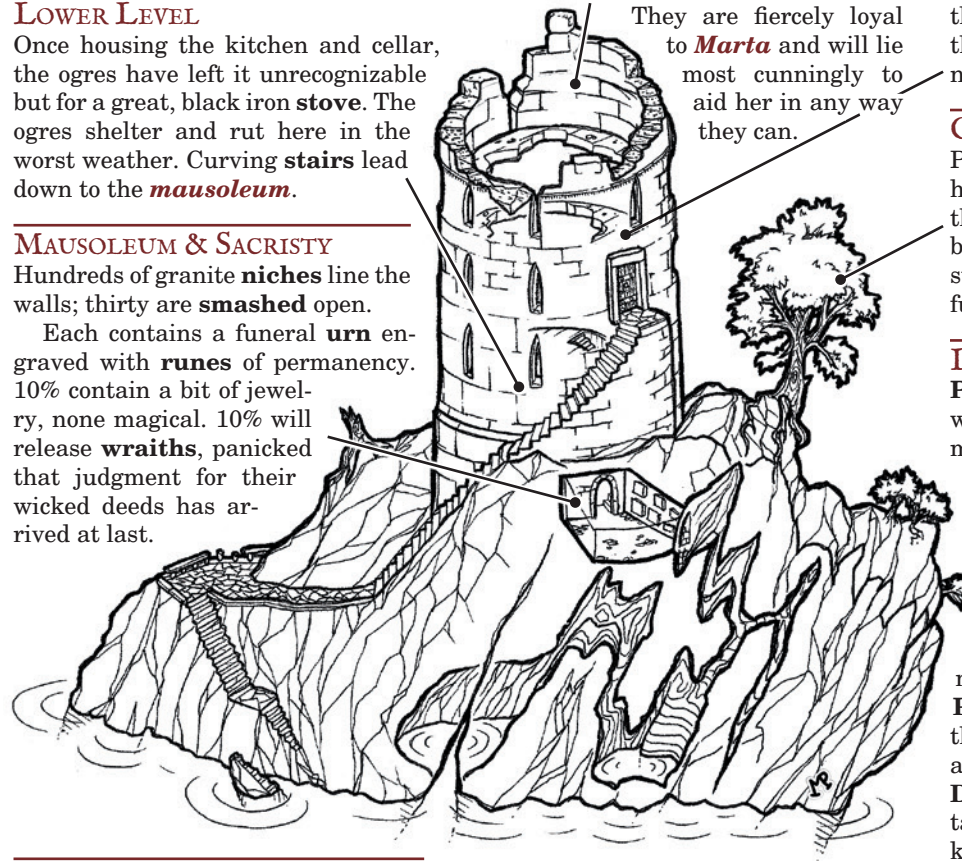 LOWER LEVEL
Once housing the kitchen and cellar,
the ogres have left it unrecognizable
but for a great, black iron stove. The
ogres shelter and rut here in the
worst weather. Curving stairs lead
down to the mausoleum.
MAUSOLEUM & SACRISTY
Hundreds of granite niches line the
walls; thirty are smashed open.
Each contains a funeral urn en-
graved with runes of permanency.
10% contain a bit of jewel-
ry, none magical. 10% will
release wraiths, panicked
that judgment for their
wicked deeds has ar-
rived at last.
They are fiercely loyal
to Marta and will lie
most cunningly to
aid her in any way
they can.
MP